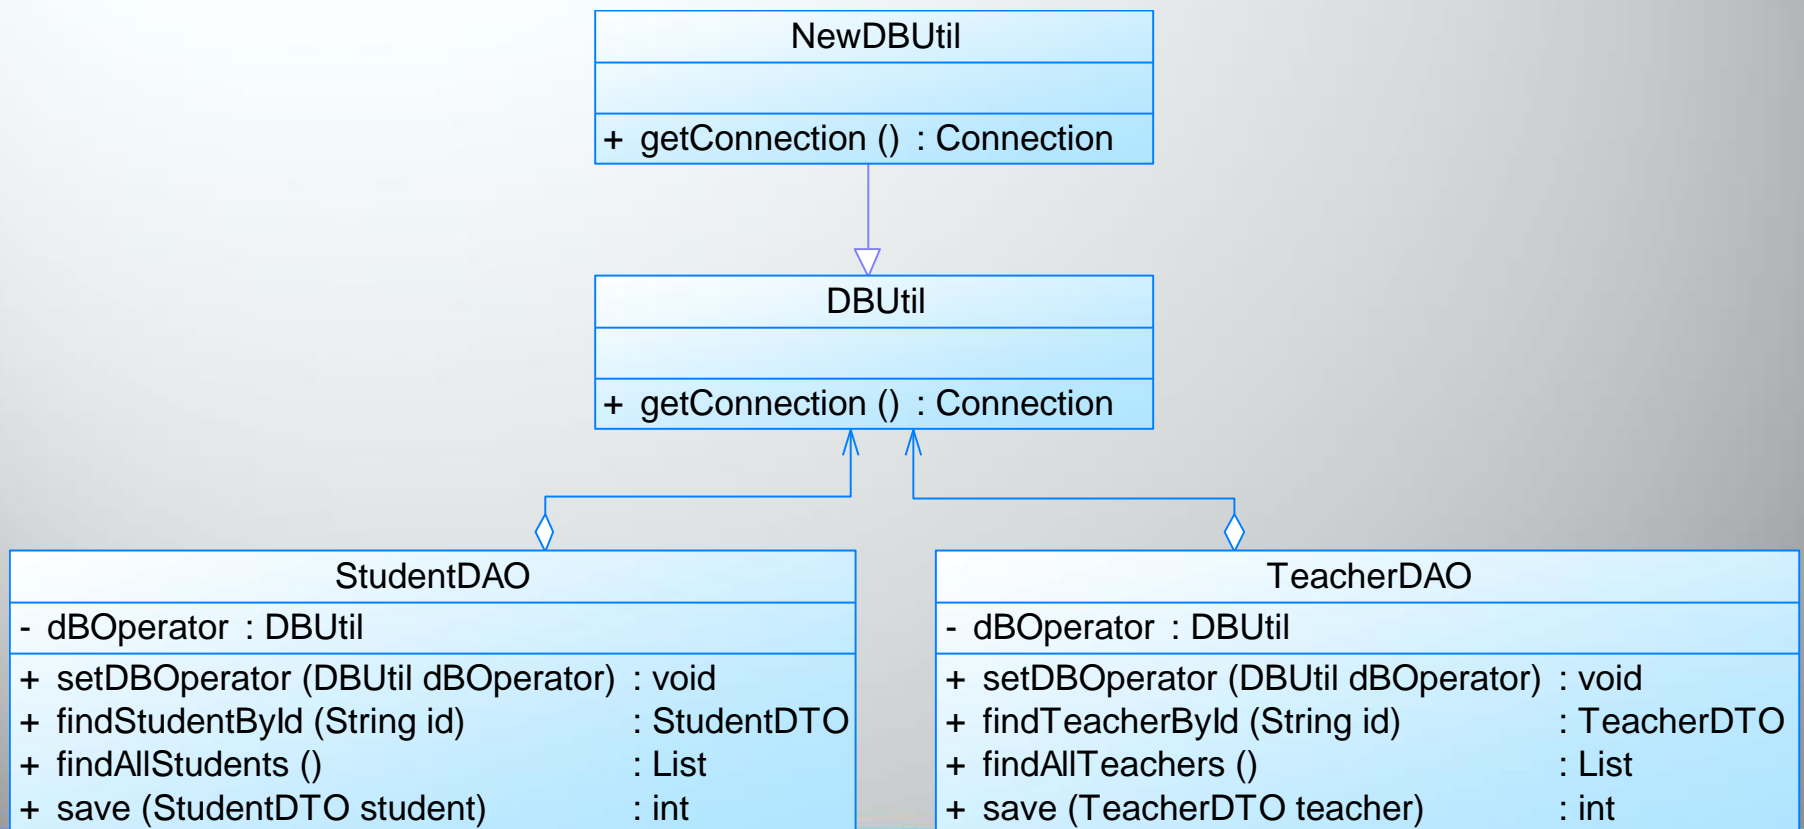 NewDBUtil
+ getConnection () : Connection
DBUtil
+ getConnection () : Connection
StudentDAO
- dBOperator : DBUtil
+ setDBOperator (DBUtil dBOperator) : void
+ findStudentById (String id) : StudentDTO
+ findAllStudents () : List
+ save (StudentDTO student) : int
TeacherDAO
- dBOperator : DBUtil
+ setDBOperator (DBUtil dBOperator) : void
+ findTeacherById (String id) : TeacherDTO
+ findAllTeachers () : List
+ save (TeacherDTO teacher) : int